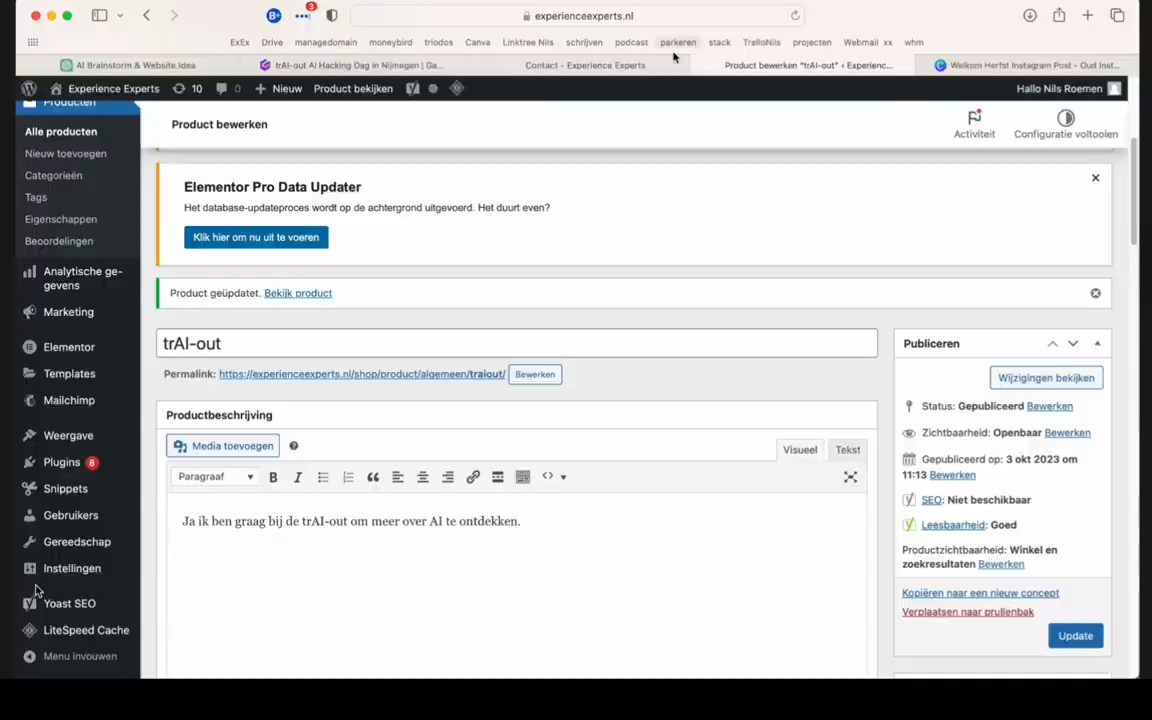 3
experienceexperts.nl
ExEx Drive managedomain moneybird triodos Canva Linktree Nils schrijven podcast parkeren stack TrelloNils projecten Webmail xx whm
AI Brainstorm & Website Idea
trAI-out AI Hacking Dag in Nijmegen | Ga...
Contact - Experience Experts
Product bewerken "trAI-out" ‹ Experienc...
Welkom Herfst Instagram Post - Oud Inst...
Experience Experts 10 0 Nieuw Product bekijken Hallo Nils Roemen
Producten
Alle producten
Nieuw toevoegen
Categorieën
Tags
Eigenschappen
Beoordelingen
Analytische ge-
gevens
Marketing
Elementor
Templates
Mailchimp
Weergave
Plugins 8
Snippets
Gebruikers
Gereedschap
Instellingen
Yoast SEO
LiteSpeed Cache
Menu invouwen
Product bewerken
Activiteit
Configuratie voltooien
Elementor Pro Data Updater
Het database-updateproces wordt op de achtergrond uitgevoerd. Het duurt even?
Klik hier om nu uit te voeren
Product geüpdatet. Bekijk product
trAI-out
Permalink: https://experienceexperts.nl/shop/product/algemeen/traiout/ Bewerken
Productbeschrijving
Media toevoegen
Visueel Tekst
Paragraaf B I
Ja ik ben graag bij de trAI-out om meer over AI te ontdekken.
Publiceren
Wijzigingen bekijken
Status: Gepubliceerd Bewerken
Zichtbaarheid: Openbaar Bewerken
Gepubliceerd op: 3 okt 2023 om
11:13 Bewerken
SEO: Niet beschikbaar
Leesbaarheid: Goed
Productzichtbaarheid: Winkel en
zoekresultaten Bewerken
Kopiëren naar een nieuw concept
Verplaatsen naar prullenbak
Update